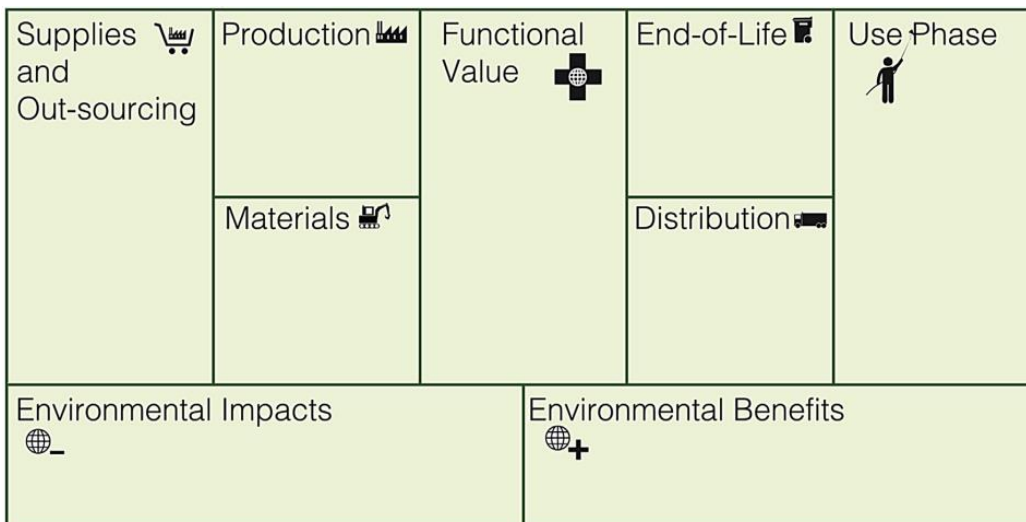 Supplies
and
Out-sourcing
Production
Materials
Functional
Value
End-of-Life
Distribution
Use Phase
Environmental Impacts
Environmental Benefits